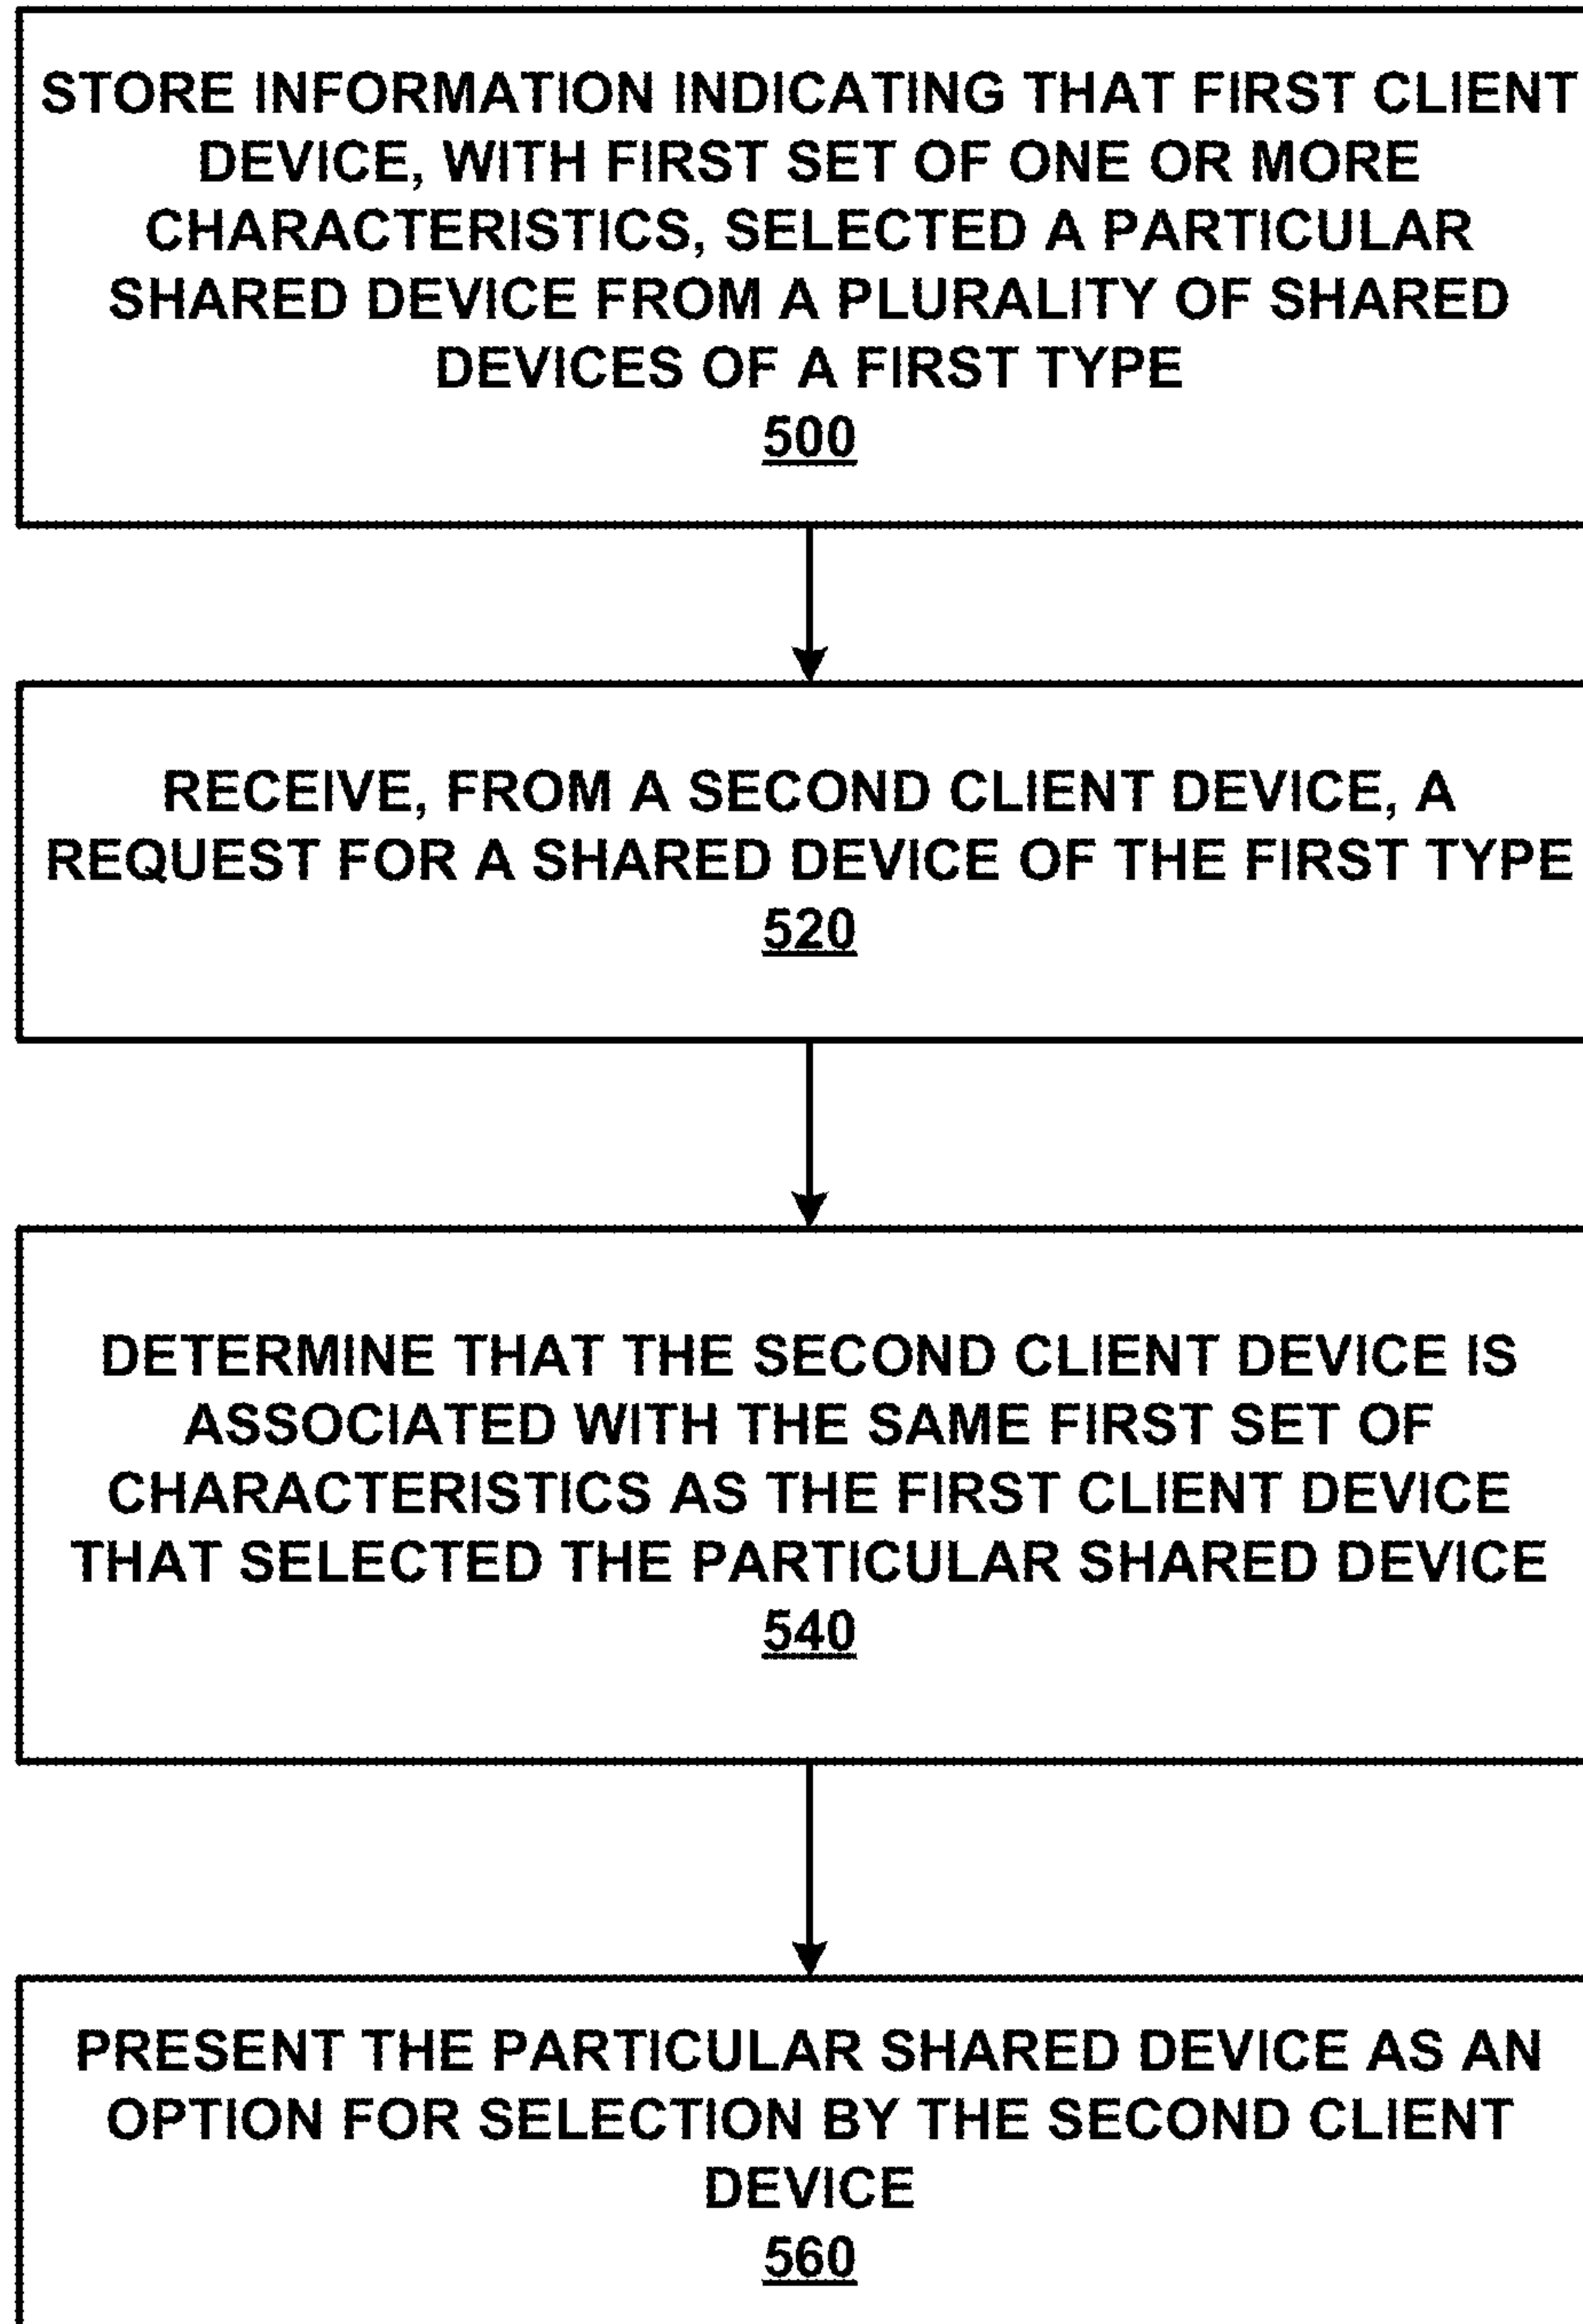 STORE INFORMATION INDICATING THAT FIRST CLIENT
DEVICE, WITH FIRST SET OF ONE OR MORE
CHARACTERISTICS, SELECTED A PARTICULAR
SHARED DEVICE FROM A PLURALITY OF SHARED
DEVICES OF A FIRST TYPE
500
RECEIVE, FROM A SECOND CLIENT DEVICE, A
REQUEST FOR A SHARED DEVICE OF THE FIRST TYPE
520
DETERMINE THAT THE SECOND CLIENT DEVICE IS
ASSOCIATED WITH THE SAME FIRST SET OF
CHARACTERISTICS AS THE FIRST CLIENT DEVICE
THAT SELECTED THE PARTICULAR SHARED DEVICE
540
PRESENT THE PARTICULAR SHARED DEVICE AS AN
OPTION FOR SELECTION BY THE SECOND CLIENT
DEVICE
560